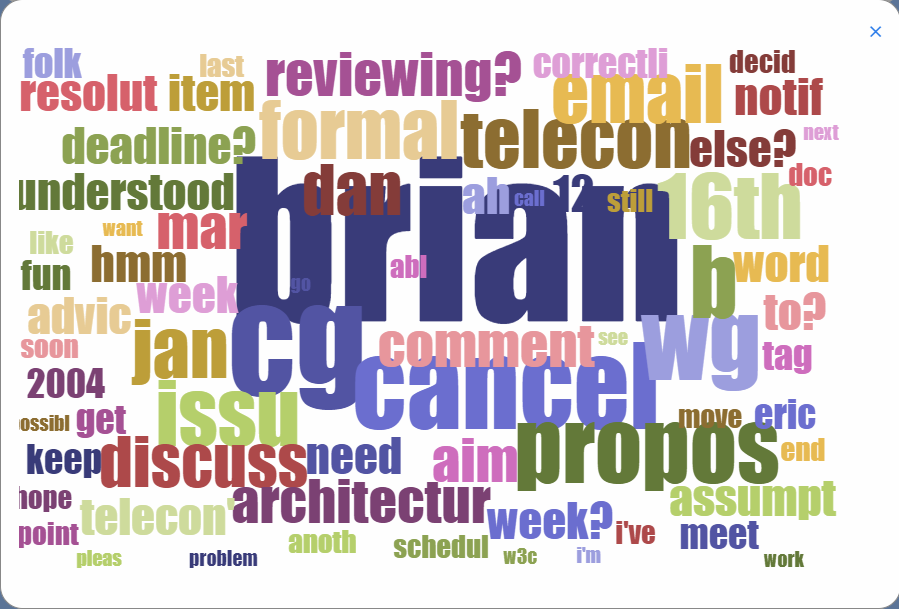 folk last reviewing? correctli decid
resolut item email notif
deadline? formal telecon else? next
understood dan ah call 12 still 16th doc
like want mar brian
fun hmm abl b word
advic week go to?
soon jan cg comment see wg tag
2004 cancel
ossibl get issu move eric
keep discuss need aim propos end
hope architectur assumpt
point telecon' week? i've meet
pleas problem anoth schedul w3c i'm work